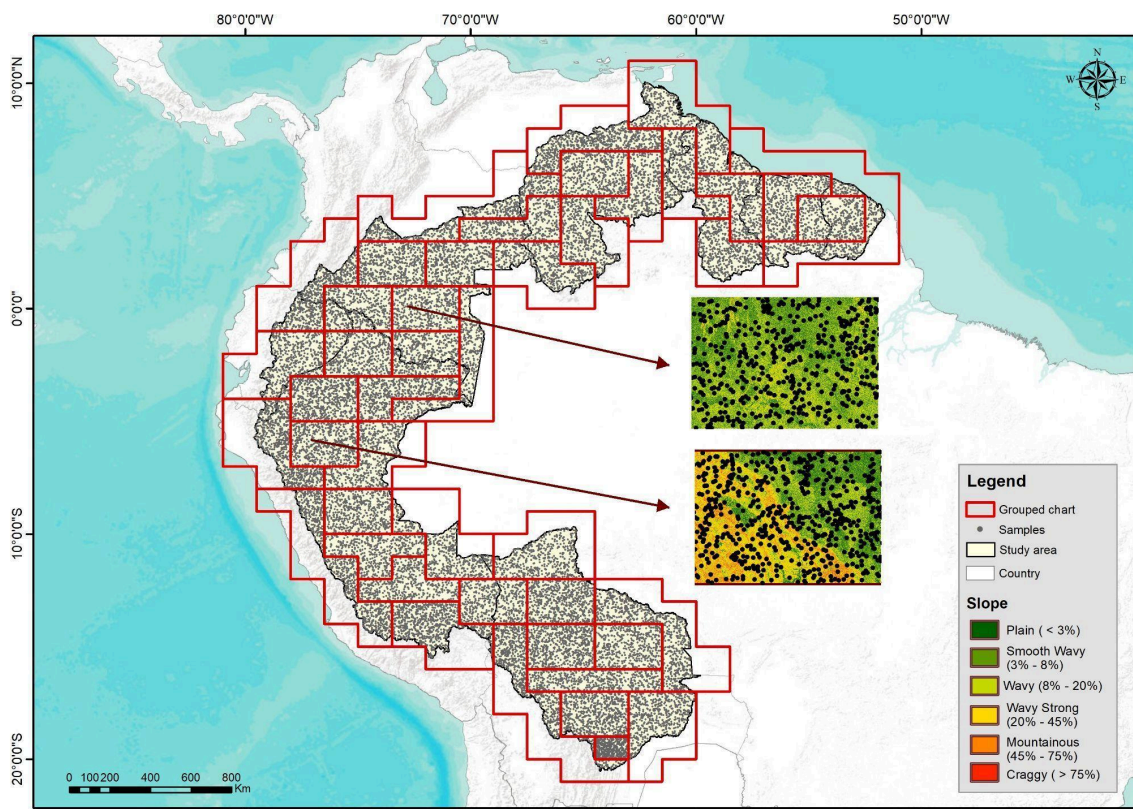 80°0'0"W 70°0'0"W 60°0'0"W 50°0'0"W
10°0'0"N
0°0'0"
10°0'0"S
20°0'0"S
N
W E
S
Legend
Grouped chart
Samples
Study area
Country
Slope
Plain ( < 3%)
Smooth Wavy
(3% - 8%)
Wavy (8% - 20%)
Wavy Strong
(20% - 45%)
Mountainous
(45% - 75%)
Craggy ( > 75%)
0 100 200 400 600 800
Km